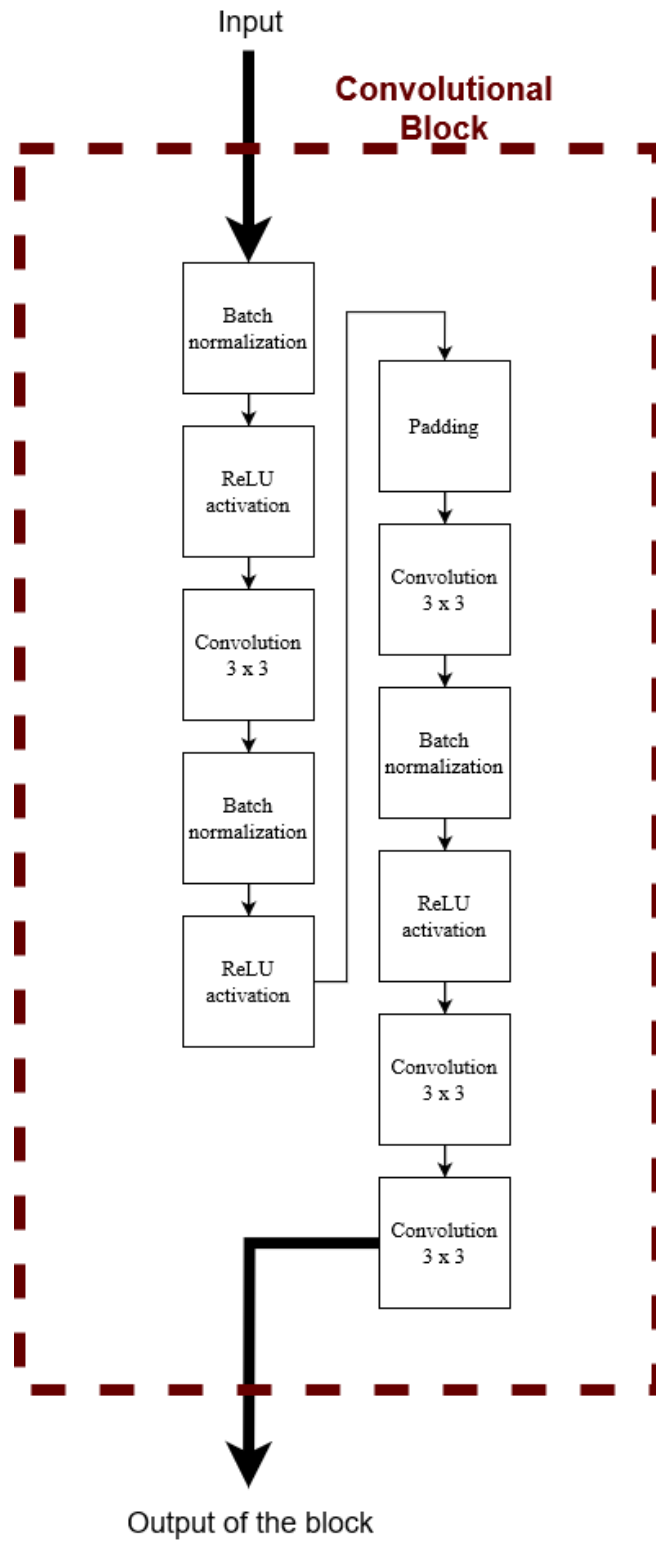 Input
Convolutional
Block
Batch
normalization
ReLU
activation
Convolution
3 x 3
Batch
normalization
ReLU
activation
Padding
Convolution
3 x 3
Batch
normalization
ReLU
activation
Convolution
3 x 3
Convolution
3 x 3
Output of the block